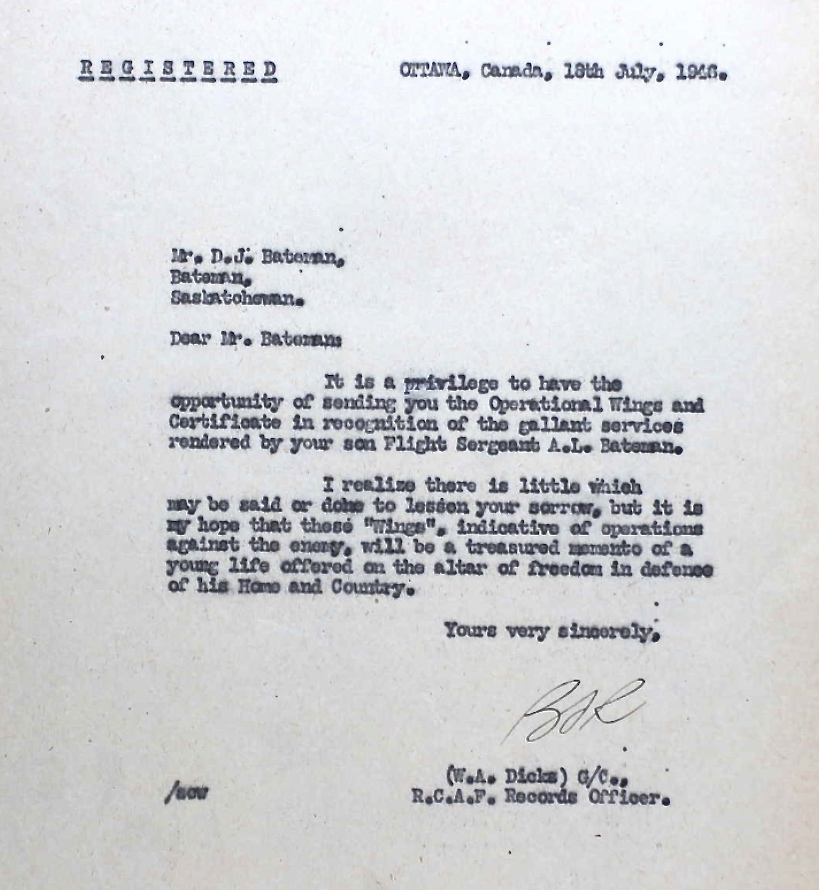 REGISTERED
OTTAWA, Canada, 18th July, 1946.
Mr. D.J. Bateman,
Bateman,
Saskatchewan.
Dear Mr. Bateman:
It is a privilege to have the
opportunity of sending you the Operational Wings and
Certificate in recognition of the gallant services
rendered by your son Flight Sergeant A.L. Bateman.
I realize there is little which
may be said or done to lessen your sorrow, but it is
my hope that these "Wings", indicative of operations
against the enemy, will be a treasured memento of a
young life offered on the altar of freedom in defence
of his Home and Country.
Yours very sincerely,
(W.A. Dicks) G/C.,
R.C.A.F. Records Officer.